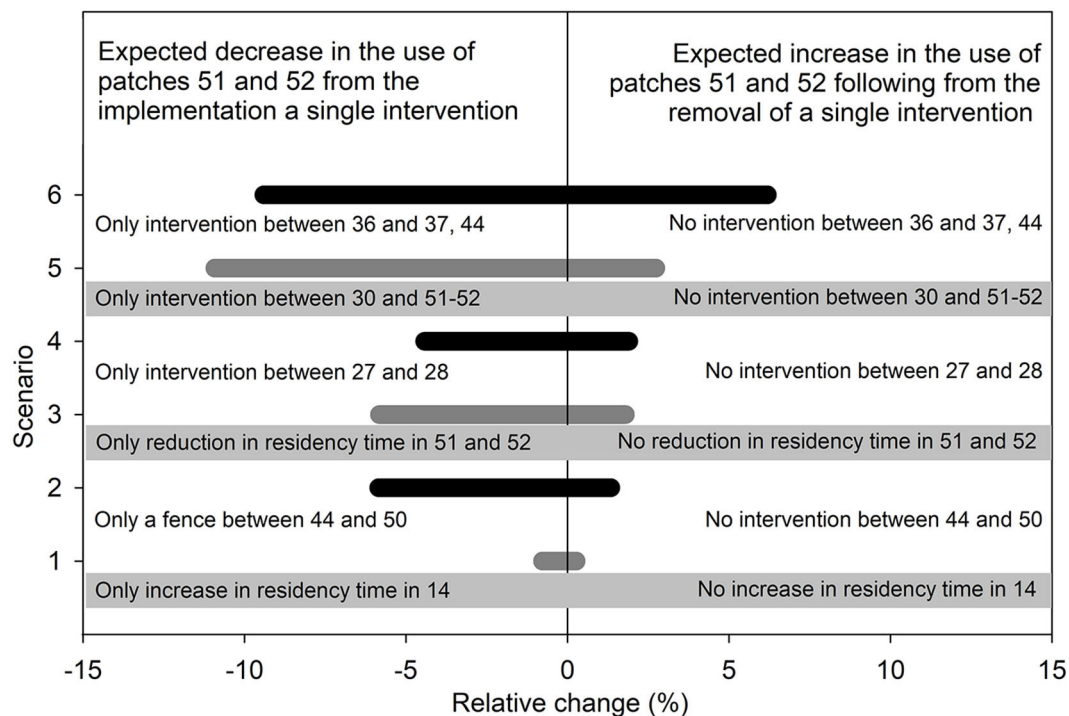 Expected decrease in the use of
patches 51 and 52 from the
implementation a single intervention
Expected increase in the use of
patches 51 and 52 following from the
removal of a single intervention
Scenario
6
Only intervention between 36 and 37, 44
No intervention between 36 and 37, 44
5
Only intervention between 30 and 51-52
No intervention between 30 and 51-52
4
Only intervention between 27 and 28
No intervention between 27 and 28
3
Only reduction in residency time in 51 and 52
No reduction in residency time in 51 and 52
2
Only a fence between 44 and 50
No intervention between 44 and 50
1
Only increase in residency time in 14
No increase in residency time in 14
-15 -10 -5 0 5 10 15
Relative change (%)